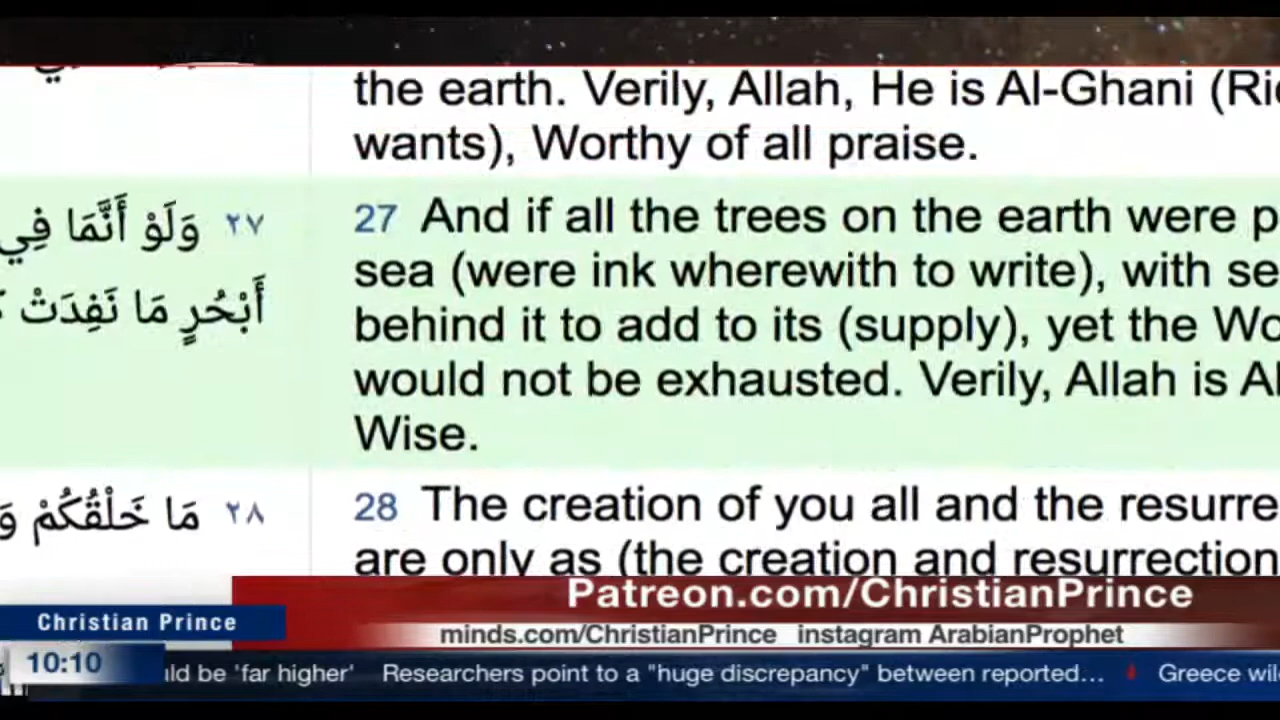 the earth. Verily, Allah, He is Al-Ghani (Ric
wants), Worthy of all praise.
٢٧ وَلَوْ أَنَّمَا فِي
أَبْحُرٍ مَا نَفِدَتْ
27 And if all the trees on the earth were p
sea (were ink wherewith to write), with se
behind it to add to its (supply), yet the Wo
would not be exhausted. Verily, Allah is Al
Wise.
٢٨ مَا خَلْقُكُمْ وَ
28 The creation of you all and the resurre
are only as (the creation and resurrection
Patreon.com/ChristianPrince
Christian Prince
minds.com/ChristianPrince instagram ArabianProphet
10:10
uld be 'far higher' Researchers point to a "huge discrepancy" between reported... Greece wil